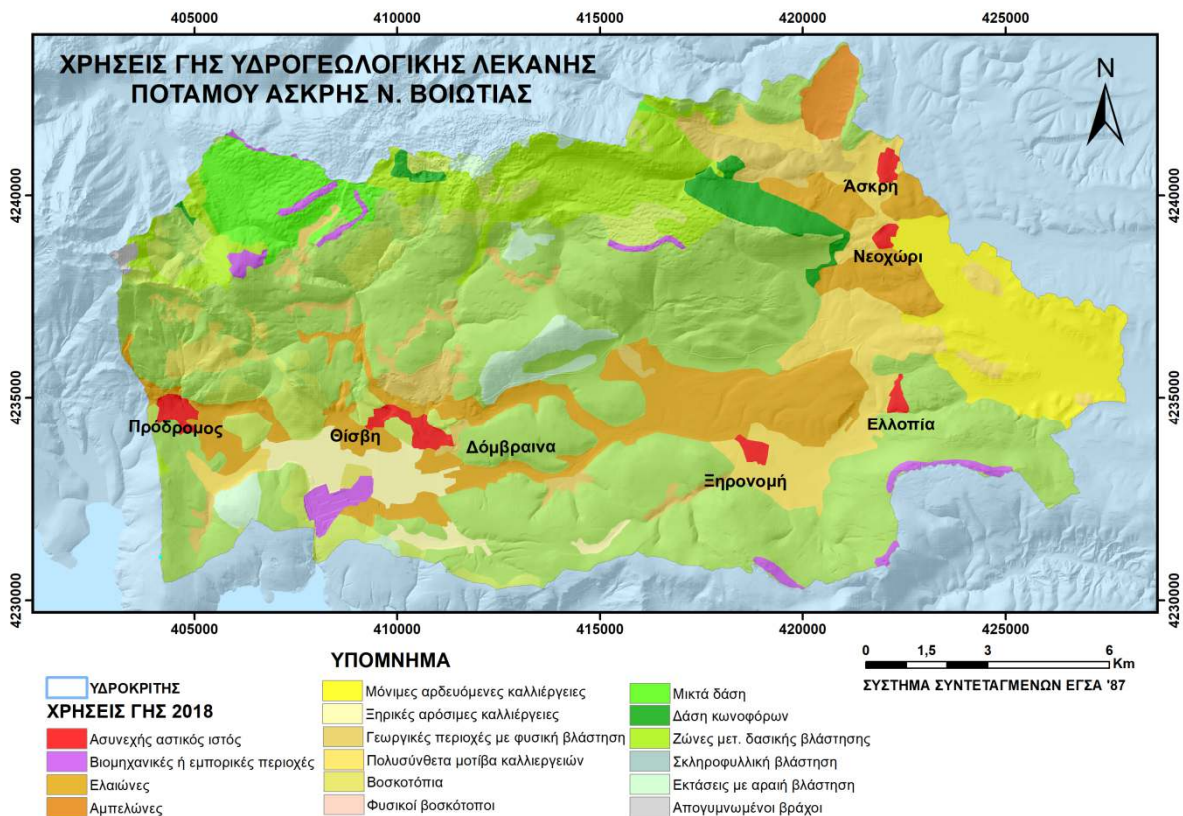 405000 410000 415000 420000 425000
ΧΡΗΣΕΙΣ ΓΗΣ ΥΔΡΟΓΕΩΛΟΓΙΚΗΣ ΛΕΚΑΝΗΣ
ΠΟΤΑΜΟΥ ΑΣΚΡΗΣ Ν. ΒΟΙΩΤΙΑΣ
N
4240000 4240000
Άσκρη
Νεοχώρι
4235000 4235000
Πρόδρομος
Θίσβη
Δόμβραινα
Ελλοπία
Ξηρονομή
4230000 4230000
405000 410000 415000 420000 425000
0 1,5 3 6
Km
ΣΥΣΤΗΜΑ ΣΥΝΤΕΤΑΓΜΕΝΩΝ ΕΓΣΑ '87
ΥΠΟΜΝΗΜΑ
ΥΔΡΟΚΡΙΤΗΣ
ΧΡΗΣΕΙΣ ΓΗΣ 2018
Ασυνεχής αστικός ιστός
Βιομηχανικές ή εμπορικές περιοχές
Ελαιώνες
Αμπελώνες
Μόνιμες αρδευόμενες καλλιέργειες
Ξηρικές αρόσιμες καλλιέργειες
Γεωργικές περιοχές με φυσική βλάστηση
Πολυσύνθετα μοτίβα καλλιεργειών
Βοσκοτόπια
Φυσικοί βοσκότοποι
Μικτά δάση
Δάση κωνοφόρων
Ζώνες μετ. δασικής βλάστησης
Σκληροφυλλική βλάστηση
Εκτάσεις με αραιή βλάστηση
Απογυμνωμένοι βράχοι